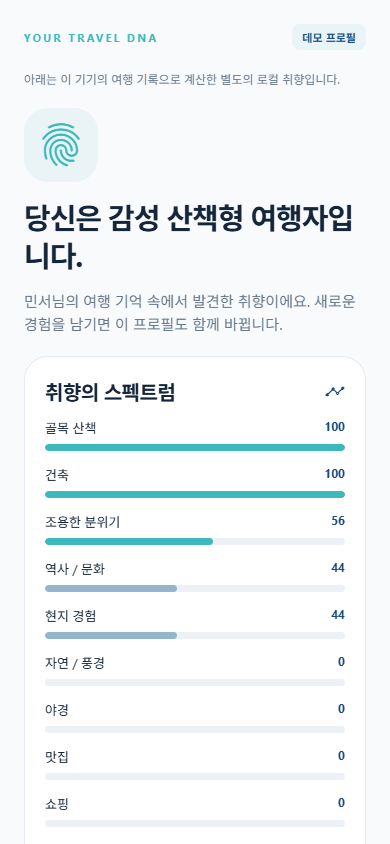 YOUR TRAVEL DNA
데모 프로필
아래는 이 기기의 여행 기록으로 계산한 별도의 로컬 취향입니다.
당신은 감성 산책형 여행자입
니다.
민서님의 여행 기억 속에서 발견한 취향이에요. 새로운
경험을 남기면 이 프로필도 함께 바뀝니다.
취향의 스펙트럼
골목 산책 100
건축 100
조용한 분위기 56
역사 / 문화 44
현지 경험 44
자연 / 풍경 0
야경 0
맛집 0
쇼핑 0